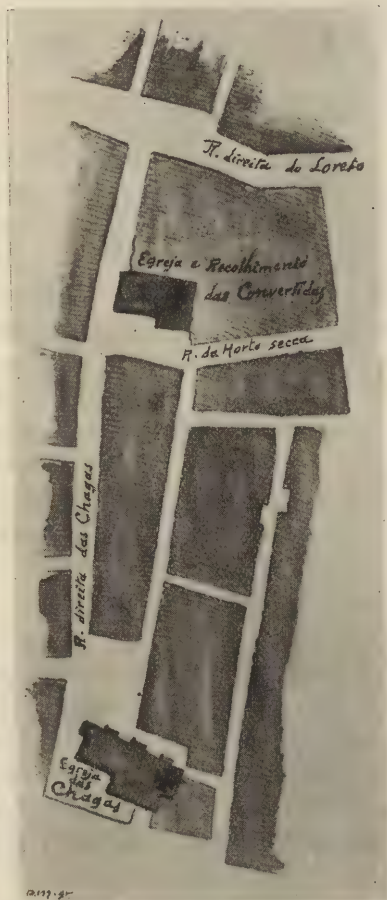 R. direita do Loreto
Egreja e Recolhimento
das Convertidas
R. da Horta secca
R. direita das Chagas
Egreja
das
Chagas